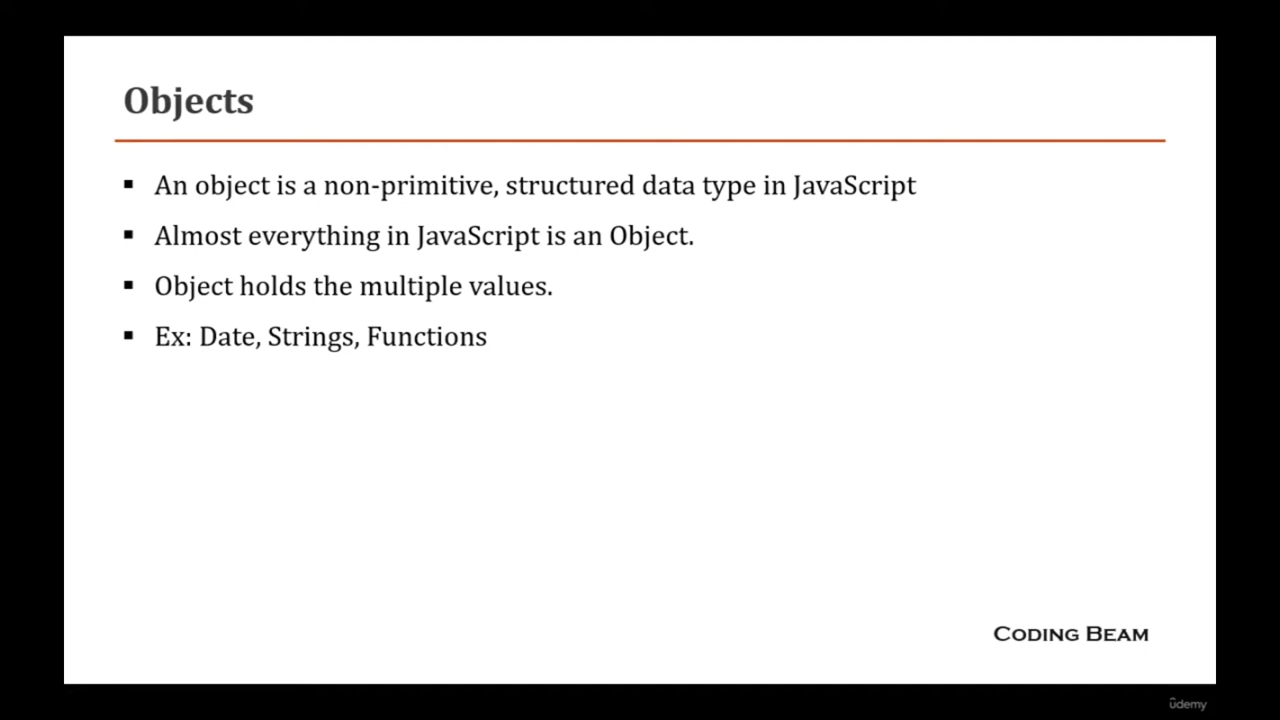 Objects
▪ An object is a non-primitive, structured data type in JavaScript
▪ Almost everything in JavaScript is an Object.
▪ Object holds the multiple values.
▪ Ex: Date, Strings, Functions
CODING BEAM
ûdemy